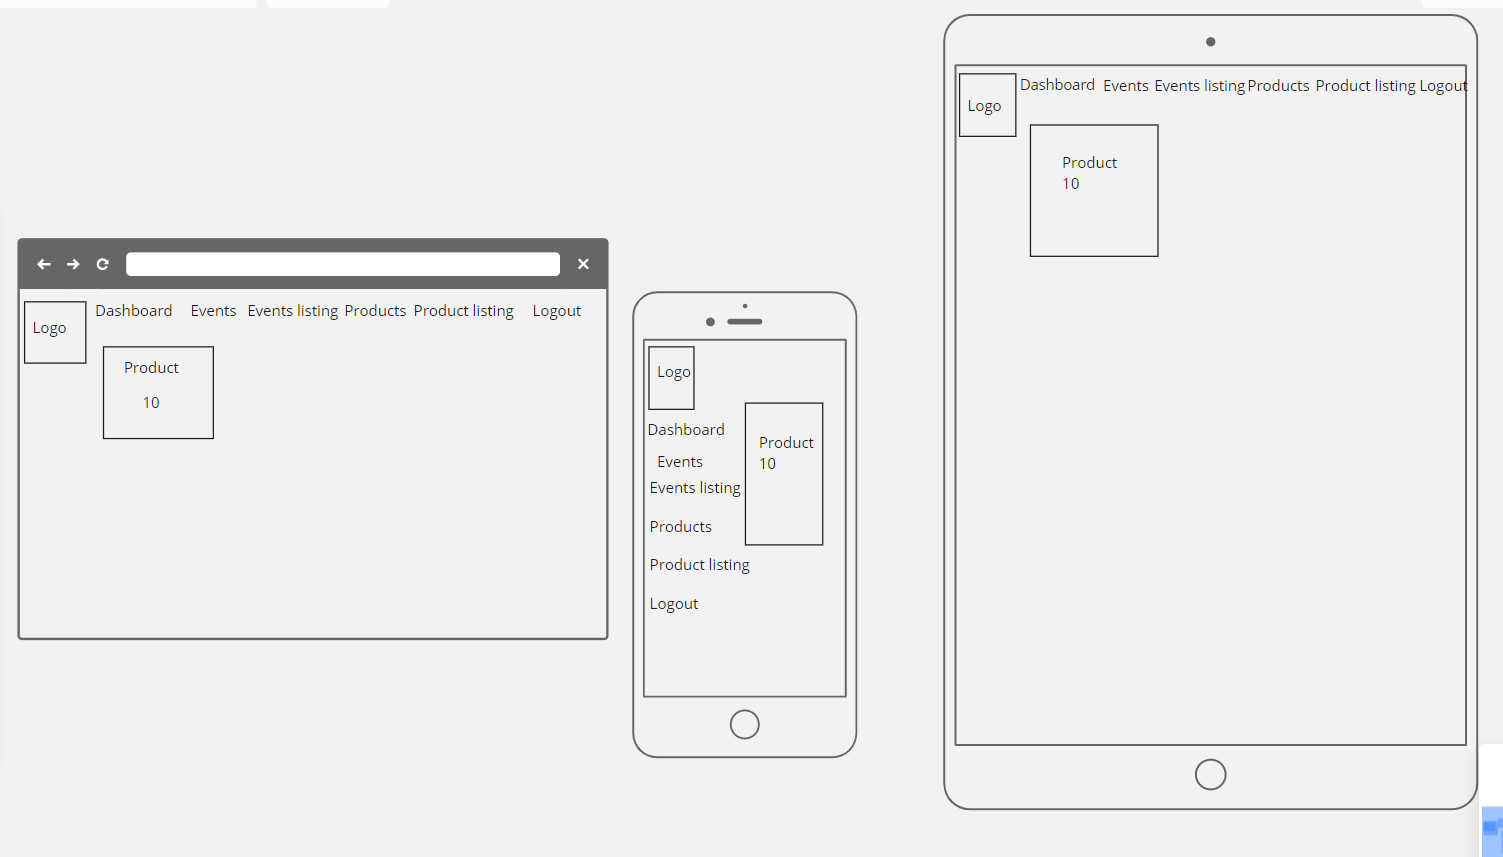 Logo
Dashboard Events Events listing Products Product listing Logout
Product
10
Logo
Dashboard
Events
Events listing
Products
Product listing
Logout
Product
10
Logo
Dashboard Events Events listing Products Product listing Logout
Product
10